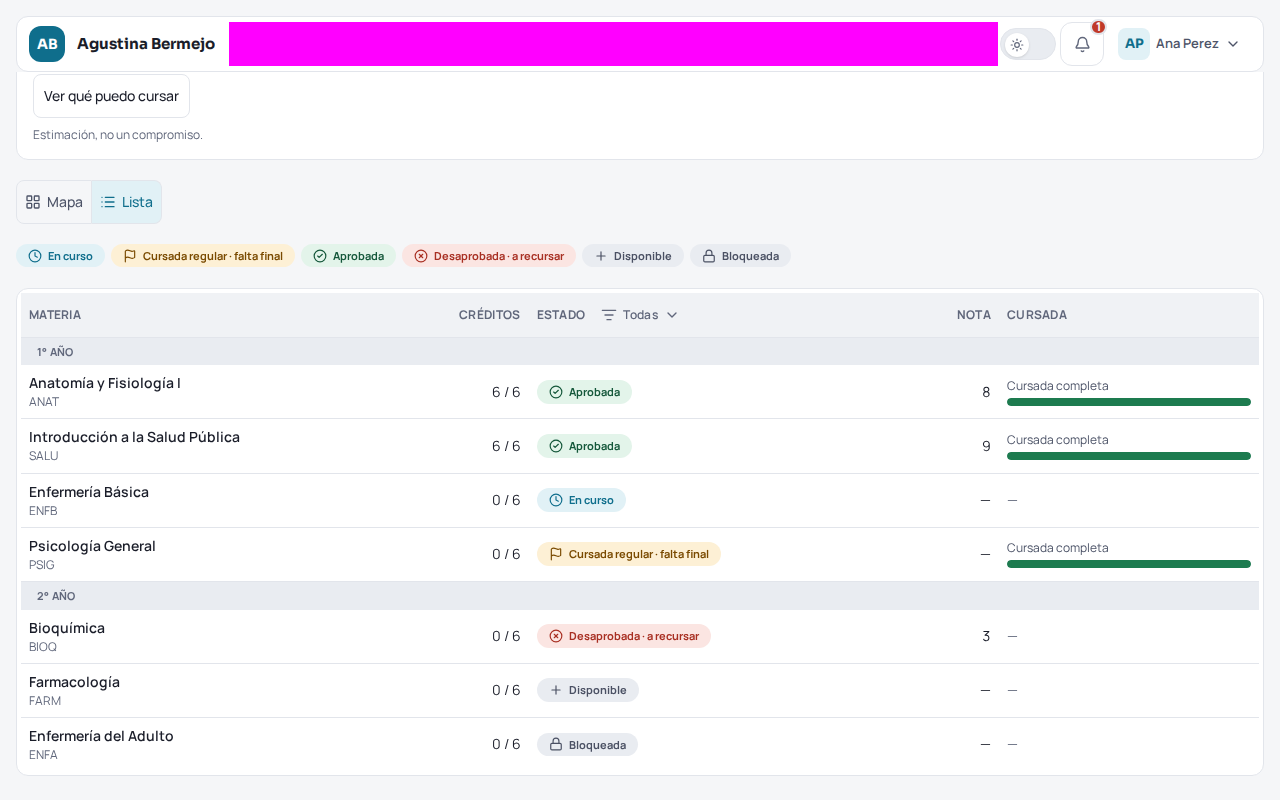 AB Agustina Bermejo 1 AP Ana Perez
Ver qué puedo cursar
Estimación, no un compromiso.
Mapa Lista
En curso Cursada regular · falta final Aprobada Desaprobada · a recursar Disponible Bloqueada
MATERIA CRÉDITOS ESTADO Todas NOTA CURSADA
1° AÑO
Anatomía y Fisiología I 6 / 6 Aprobada 8 Cursada completa
ANAT
Introducción a la Salud Pública 6 / 6 Aprobada 9 Cursada completa
SALU
Enfermería Básica 0 / 6 En curso — —
ENFB
Psicología General 0 / 6 Cursada regular · falta final — Cursada completa
PSIG
2° AÑO
Bioquímica 0 / 6 Desaprobada · a recursar 3 —
BIOQ
Farmacología 0 / 6 Disponible — —
FARM
Enfermería del Adulto 0 / 6 Bloqueada — —
ENFA